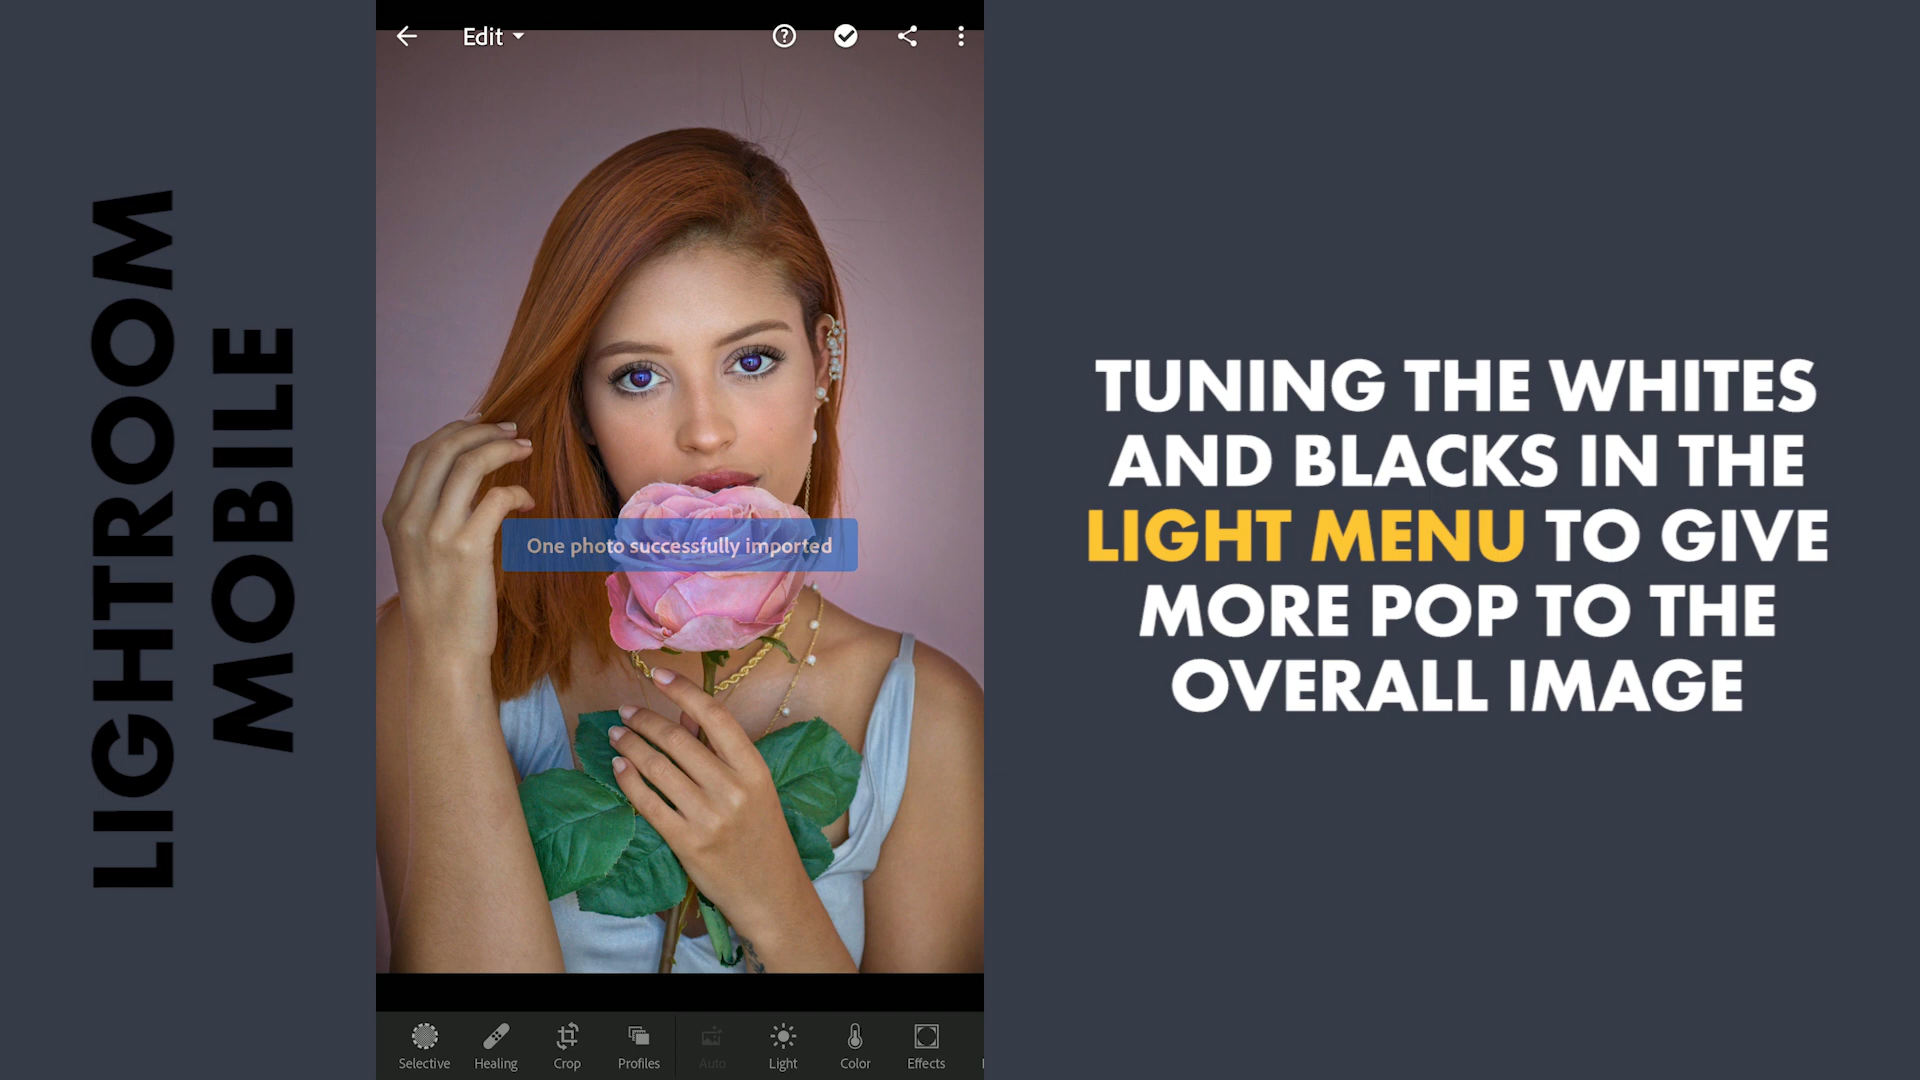 LIGHTROOM
MOBILE
Edit
One photo successfully imported
Selective Healing Crop Profiles Auto Light Color Effects
TUNING THE WHITES
AND BLACKS IN THE
LIGHT MENU TO GIVE
MORE POP TO THE
OVERALL IMAGE